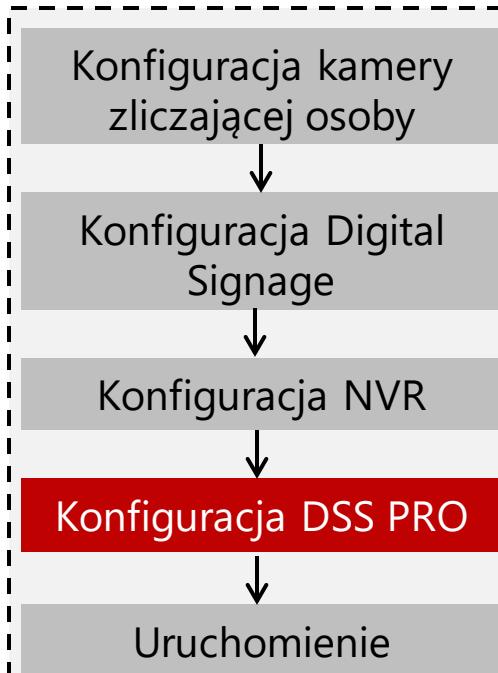 Konfiguracja kamery
zliczającej osoby
Konfiguracja Digital
Signage
Konfiguracja NVR
Konfiguracja DSS PRO
Uruchomienie